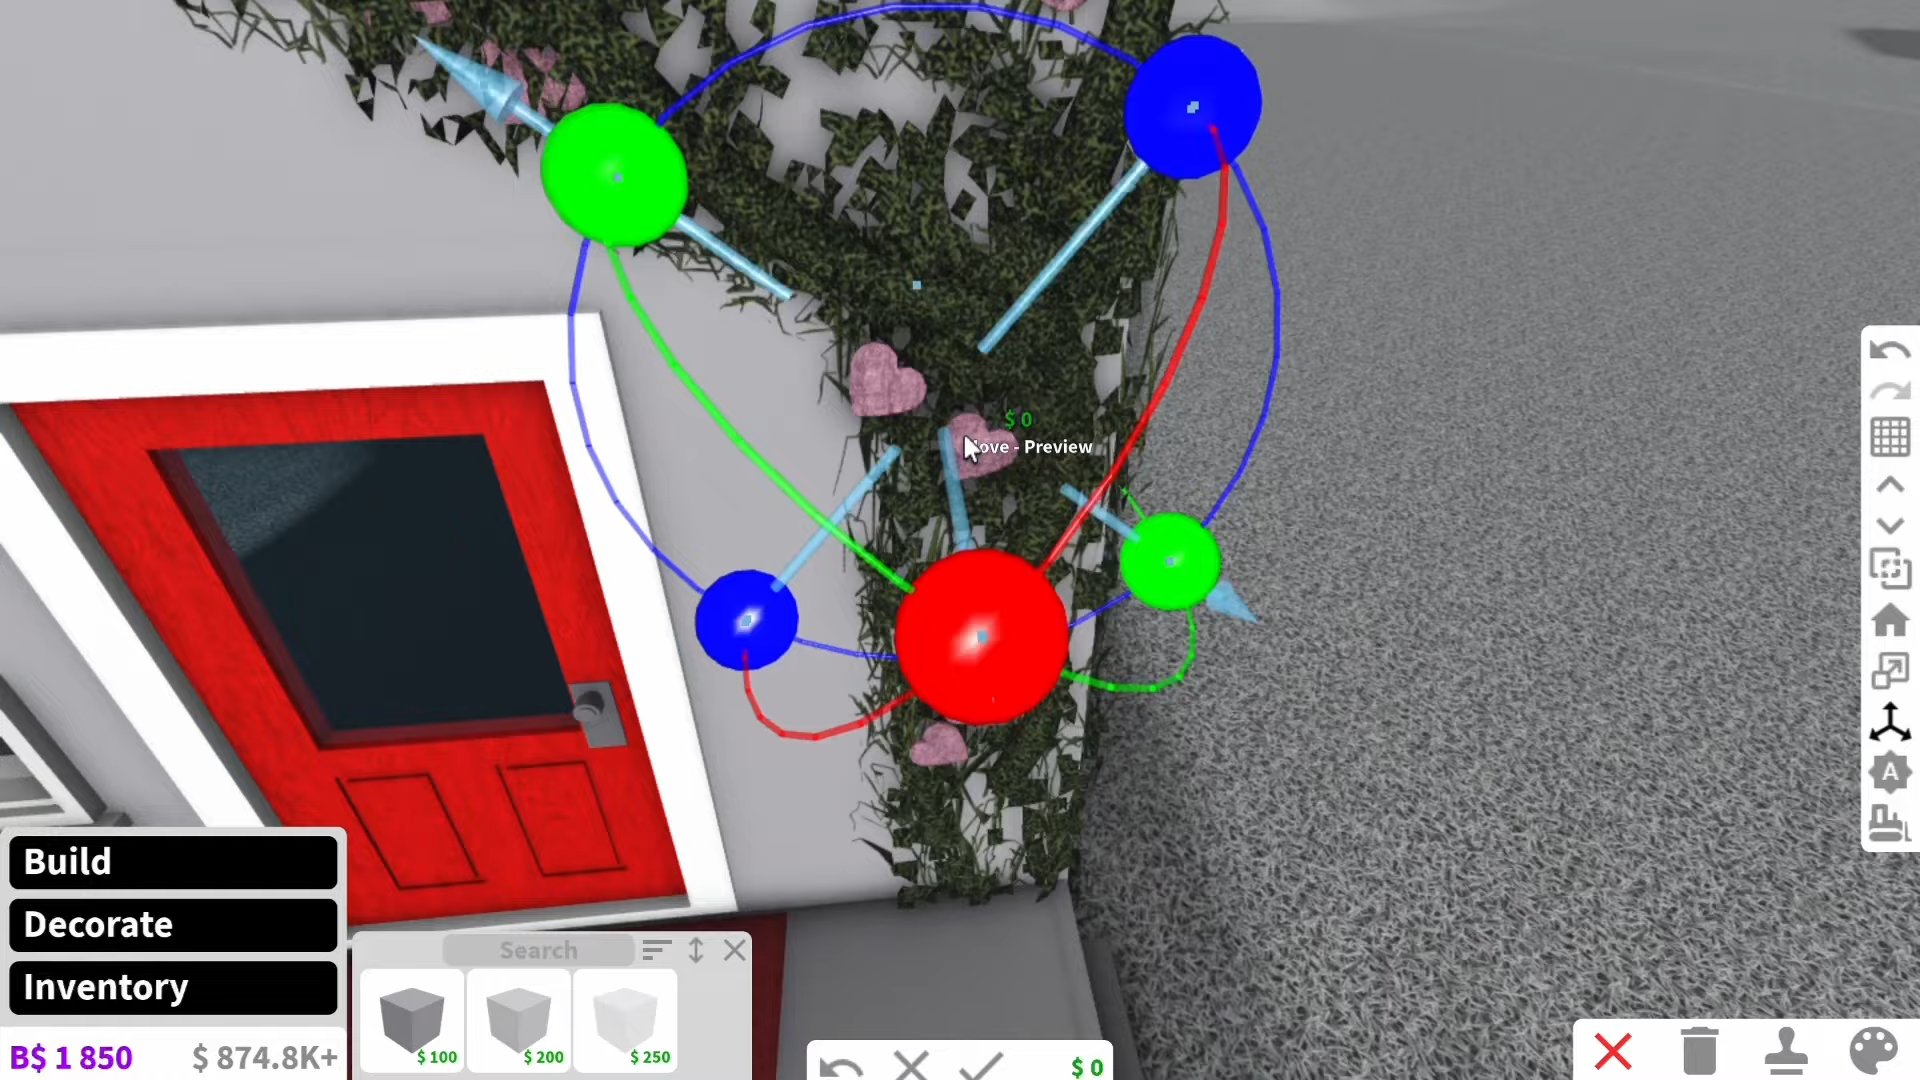 $ 0
ove - Preview
Build
Decorate
Inventory
B$ 1 850
$ 874.8K+
Search
$ 100
$ 200
$ 250
$ 0
A